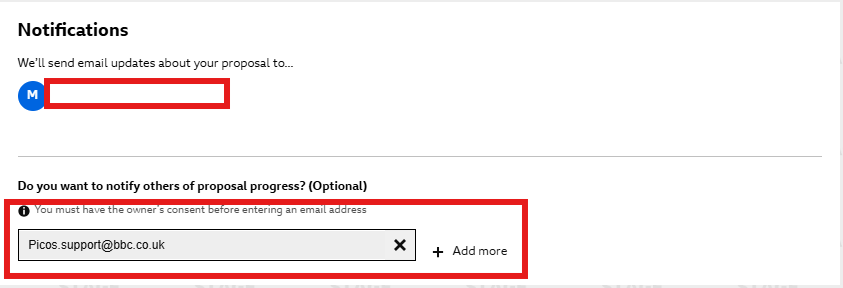 Notifications
We'll send email updates about your proposal to...
M
Do you want to notify others of proposal progress? (Optional)
You must have the owner's consent before entering an email address
Picos.support@bbc.co.uk
+ Add more